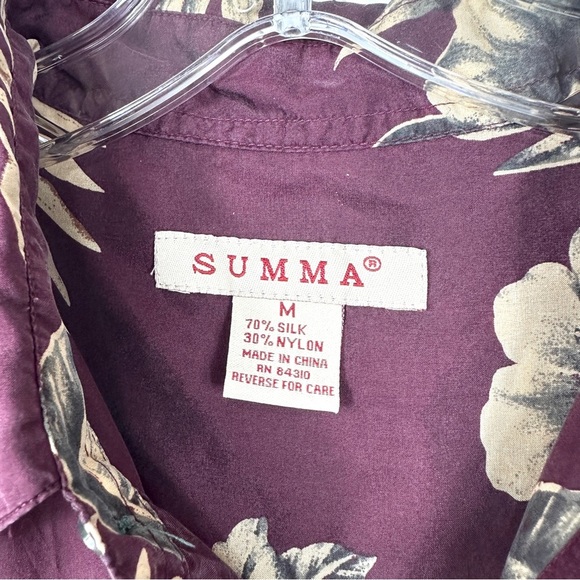 SUMMA®
M
70% SILK
30% NYLON
MADE IN CHINA
RN 84310
REVERSE FOR CARE